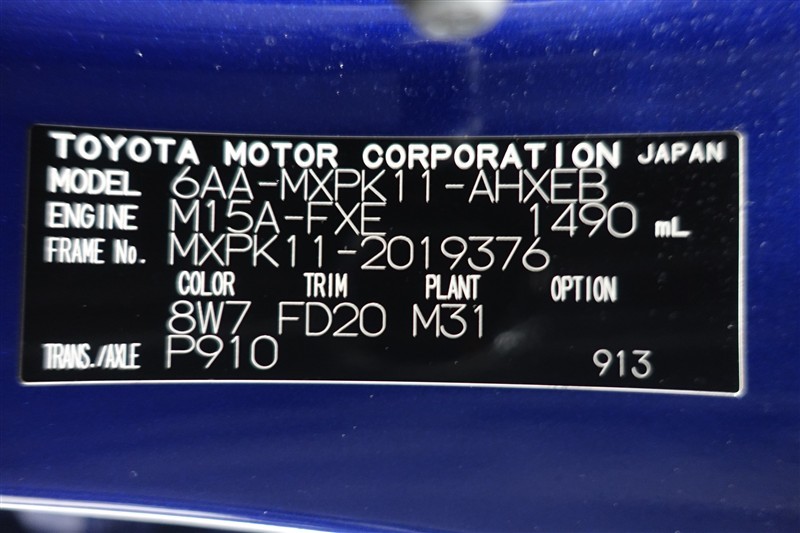 TOYOTA MOTOR CORPORATION JAPAN
MODEL 6AA-MXPK11-AHXEB
ENGINE M15A-FXE 1490 mL
FRAME No. MXPK11-2019376
COLOR TRIM PLANT OPTION
8W7 FD20 M31
TRANS./AXLE P910 913